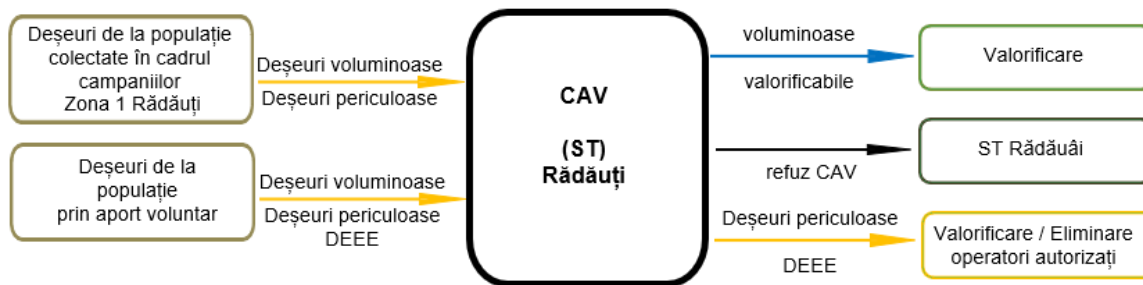 Deșeuri de la populație
colectate în cadrul
campaniilor
Zona 1 Rădăuți
Deșeuri voluminoase
Deșeuri periculoase
Deșeuri de la
populație
prin aport voluntar
Deșeuri voluminoase
Deșeuri periculoase
DEEE
CAV
(ST)
Rădăuți
voluminoase
valorificabile
Valorificare
refuz CAV
ST Rădăuâi
Deșeuri periculoase
DEEE
Valorificare / Eliminare
operatori autorizați